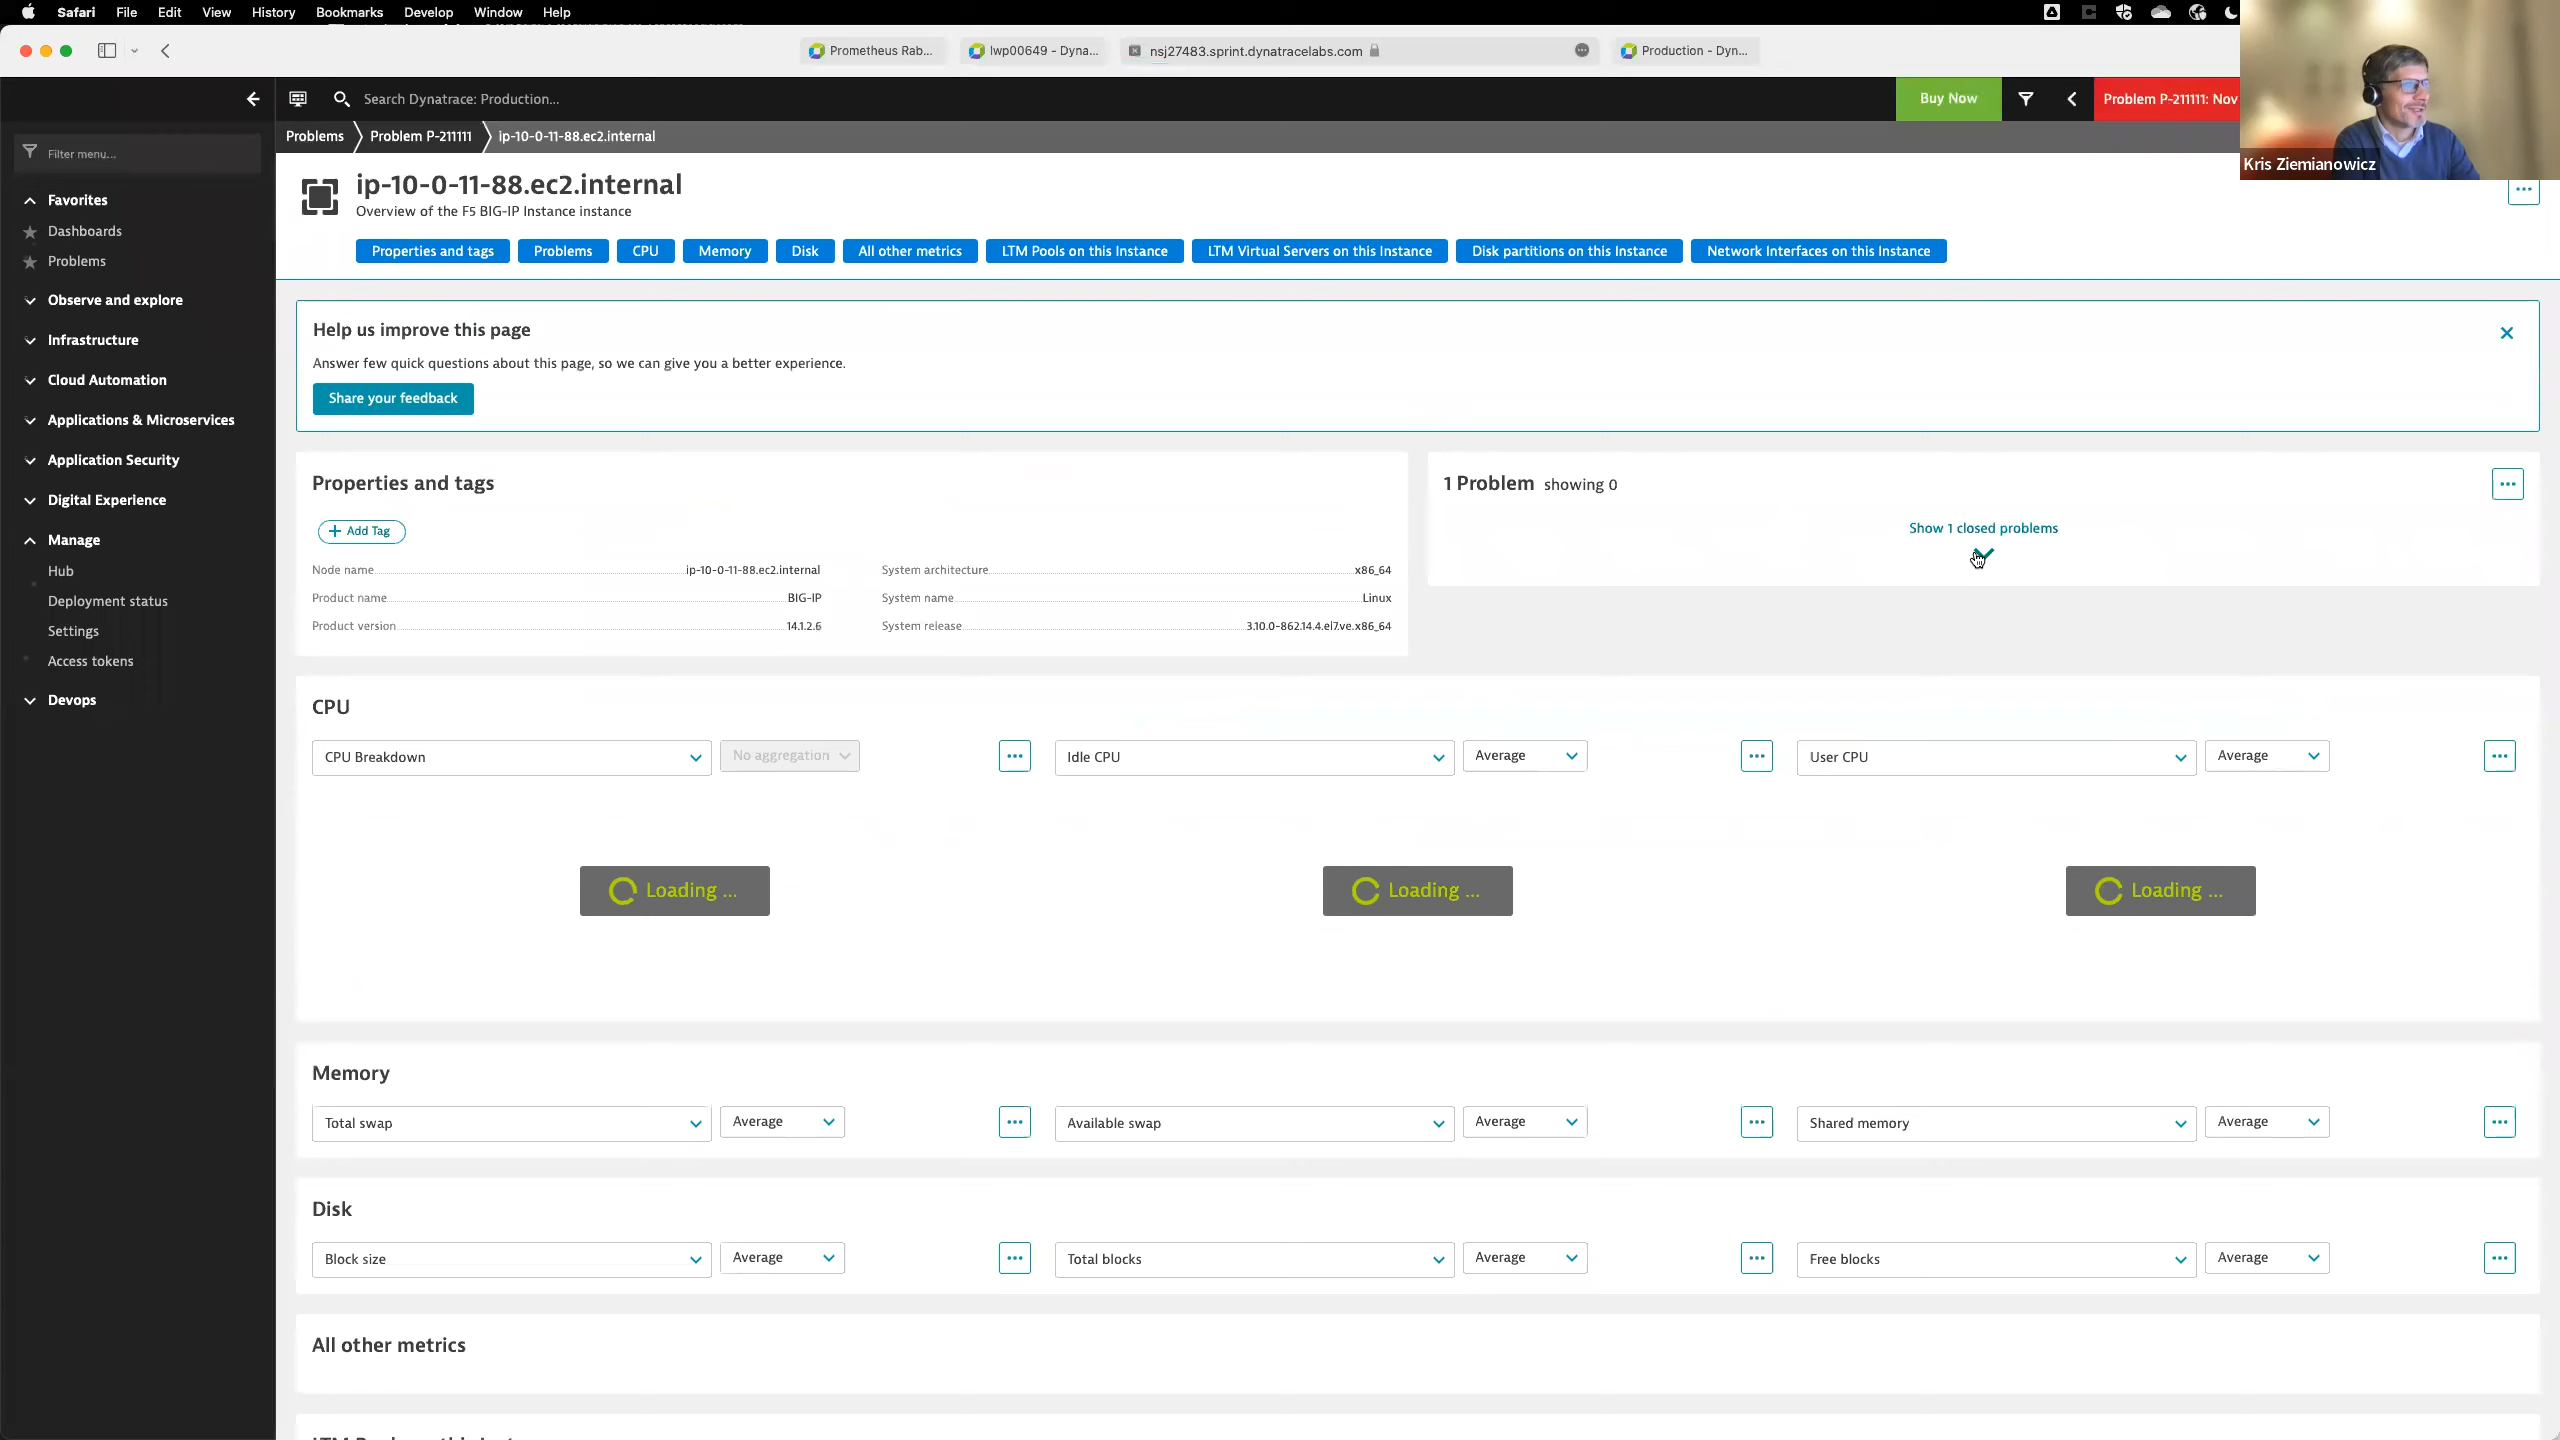 Safari File Edit View History Bookmarks Develop Window Help
Prometheus Rab... lwp00649 - Dyna... nsj27483.sprint.dynatracelabs.com Production - Dyn...
Search Dynatrace: Production...
Buy Now
Problem P-211111: Nov
Kris Ziemianowicz
Filter menu...
Favorites
Dashboards
Problems
Observe and explore
Infrastructure
Cloud Automation
Applications & Microservices
Application Security
Digital Experience
Manage
Hub
Deployment status
Settings
Access tokens
Devops
Problems Problem P-211111 ip-10-0-11-88.ec2.internal
ip-10-0-11-88.ec2.internal
Overview of the F5 BIG-IP Instance instance
Properties and tags Problems CPU Memory Disk All other metrics LTM Pools on this Instance LTM Virtual Servers on this Instance Disk partitions on this Instance Network Interfaces on this Instance
Help us improve this page
Answer few quick questions about this page, so we can give you a better experience.
Share your feedback
Properties and tags
Add Tag
Node name ip-10-0-11-88.ec2.internal System architecture x86_64
Product name BIG-IP System name Linux
Product version 14.1.2.6 System release 3.10.0-862.14.4.el7.ve.x86_64
1 Problem showing 0
Show 1 closed problems
CPU
CPU Breakdown No aggregation Idle CPU Average User CPU Average
Loading ... Loading ... Loading ...
Memory
Total swap Average Available swap Average Shared memory Average
Disk
Block size Average Total blocks Average Free blocks Average
All other metrics